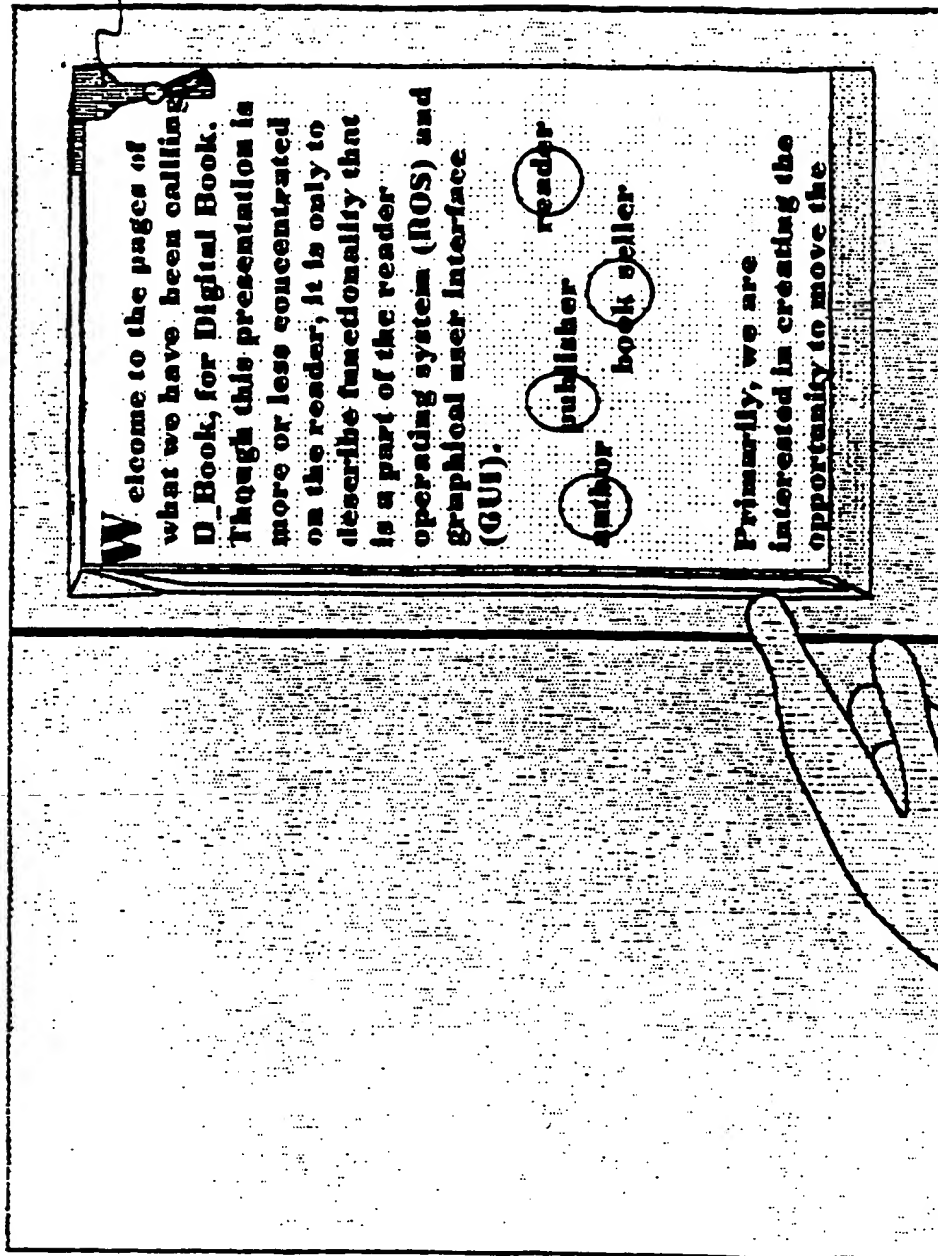 Welcome to the pages of
what we have been calling
D_Book, for Digital Book.
Though this presentation is
more or less concentrated
on the reader, it is only to
describe functionality that
is a part of the reader
operating system (ROS) and
graphical user interface
(GUI).
author
publisher
book seller
reader
Primarily, we are
interested in creating the
opportunity to move the